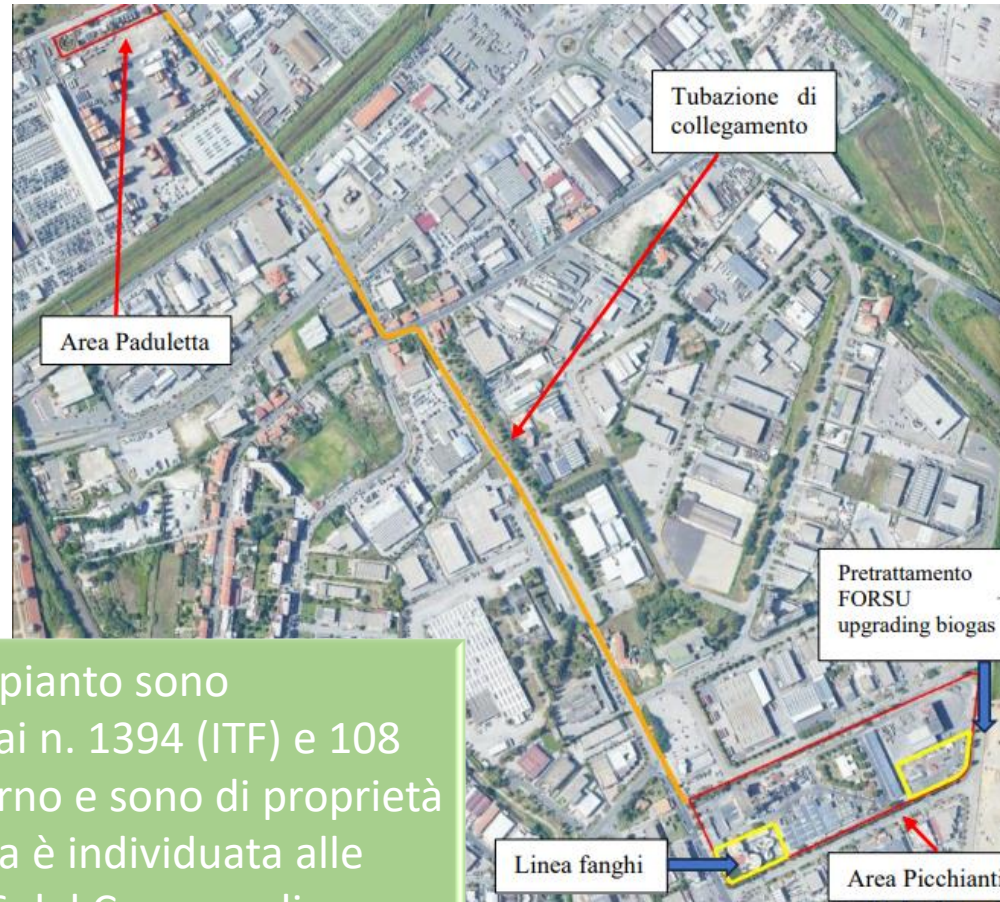 Tubazione di
collegamento
Area Paduletta
Pretrattamento
FORSU
upgrading biogas
pianto sono
ai n. 1394 (ITF) e 108
rno e sono di proprietà
a è individuata alle
Linea fanghi
Area Picchianti